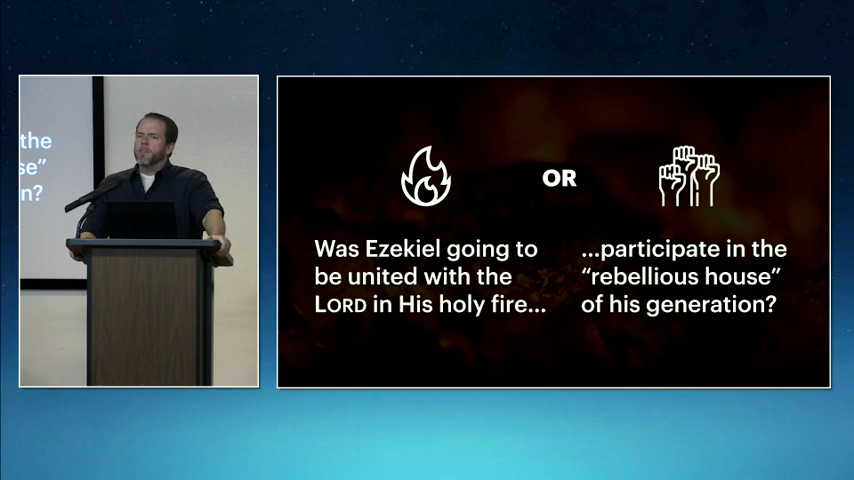 the
se”
n?
OR
Was Ezekiel going to
be united with the
LORD in His holy fire...
...participate in the
“rebellious house”
of his generation?